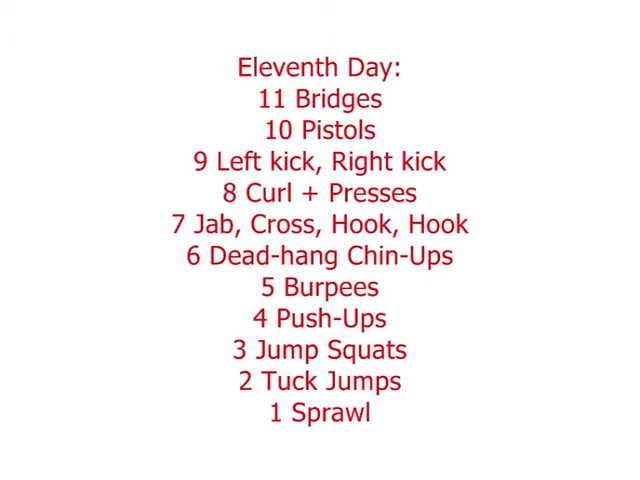 Eleventh Day:
11 Bridges
10 Pistols
9 Left kick, Right kick
8 Curl + Presses
7 Jab, Cross, Hook, Hook
6 Dead-hang Chin-Ups
5 Burpees
4 Push-Ups
3 Jump Squats
2 Tuck Jumps
1 Sprawl